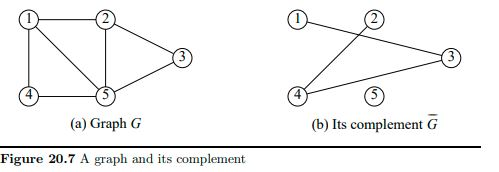 1 2 1 2
3 3
4 5 4 5
(a) Graph G (b) Its complement G̅
Figure 20.7 A graph and its complement